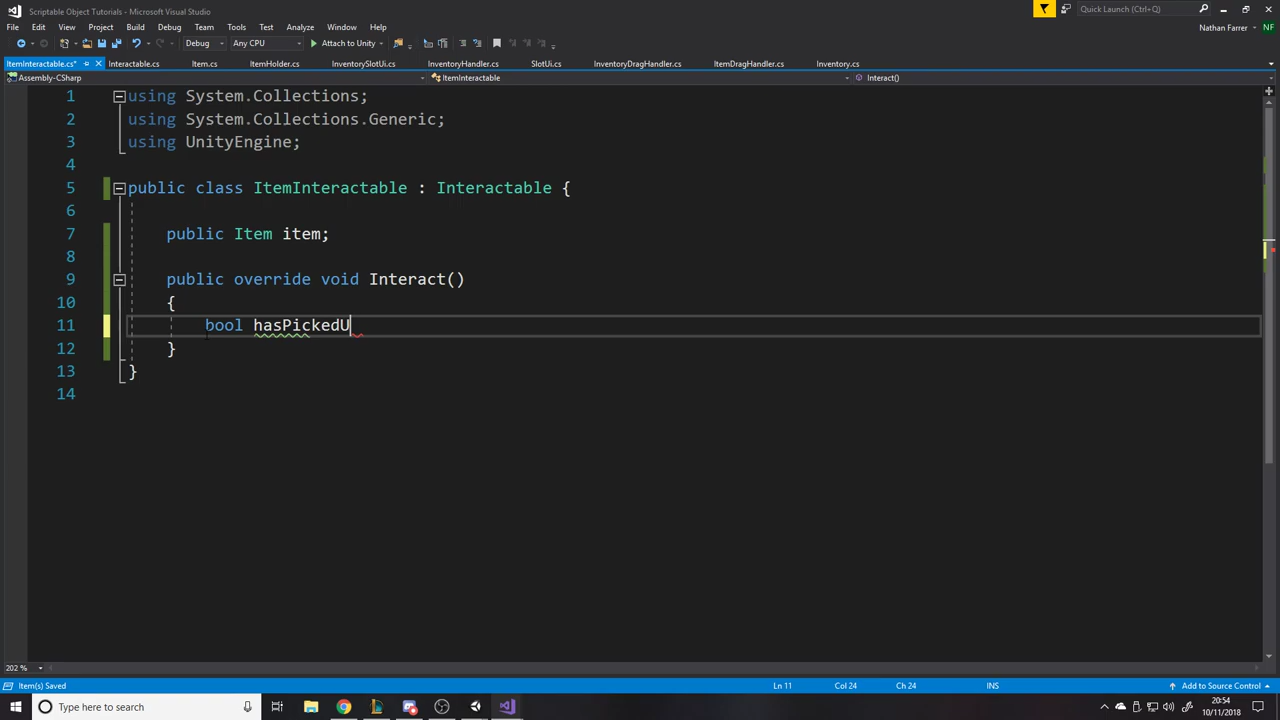 Scriptable Object Tutorials - Microsoft Visual Studio
Quick Launch (Ctrl+Q)
File Edit View Project Build Debug Team Tools Test Analyze Window Help
Nathan Farrer NF
Debug Any CPU Attach to Unity
ItemInteractable.cs* Interactable.cs Item.cs ItemHolder.cs InventorySlotUi.cs InventoryHandler.cs SlotUi.cs InventoryDragHandler.cs ItemDragHandler.cs Inventory.cs
Assembly-CSharp ItemInteractable Interact()
1 using System.Collections;
2 using System.Collections.Generic;
3 using UnityEngine;
4
5 public class ItemInteractable : Interactable {
6
7 public Item item;
8
9 public override void Interact()
10 {
11 bool hasPickedU
12 }
13 }
14
202 %
Item(s) Saved Ln 11 Col 24 Ch 24 INS Add to Source Control
Type here to search
20:54
10/11/2018